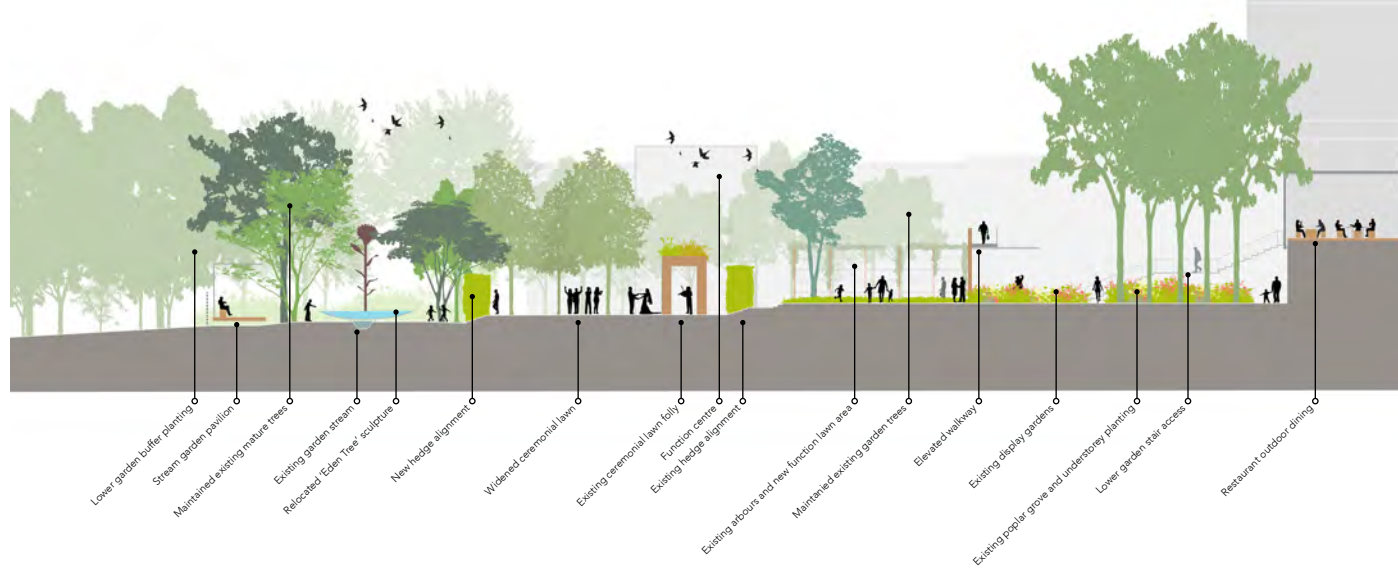 Lower garden buffer planting
Stream garden pavilion
Maintained existing mature trees
Existing garden stream
Relocated 'Eden Tree' sculpture
New hedge alignment
Widened ceremonial lawn
Existing ceremonial lawn folly
Function centre
Existing hedge alignment
Existing arbours and new function lawn area
Maintanied existing garden trees
Elevated walkway
Existing display gardens
Existing poplar grove and understorey planting
Lower garden stair access
Restaurant outdoor dining